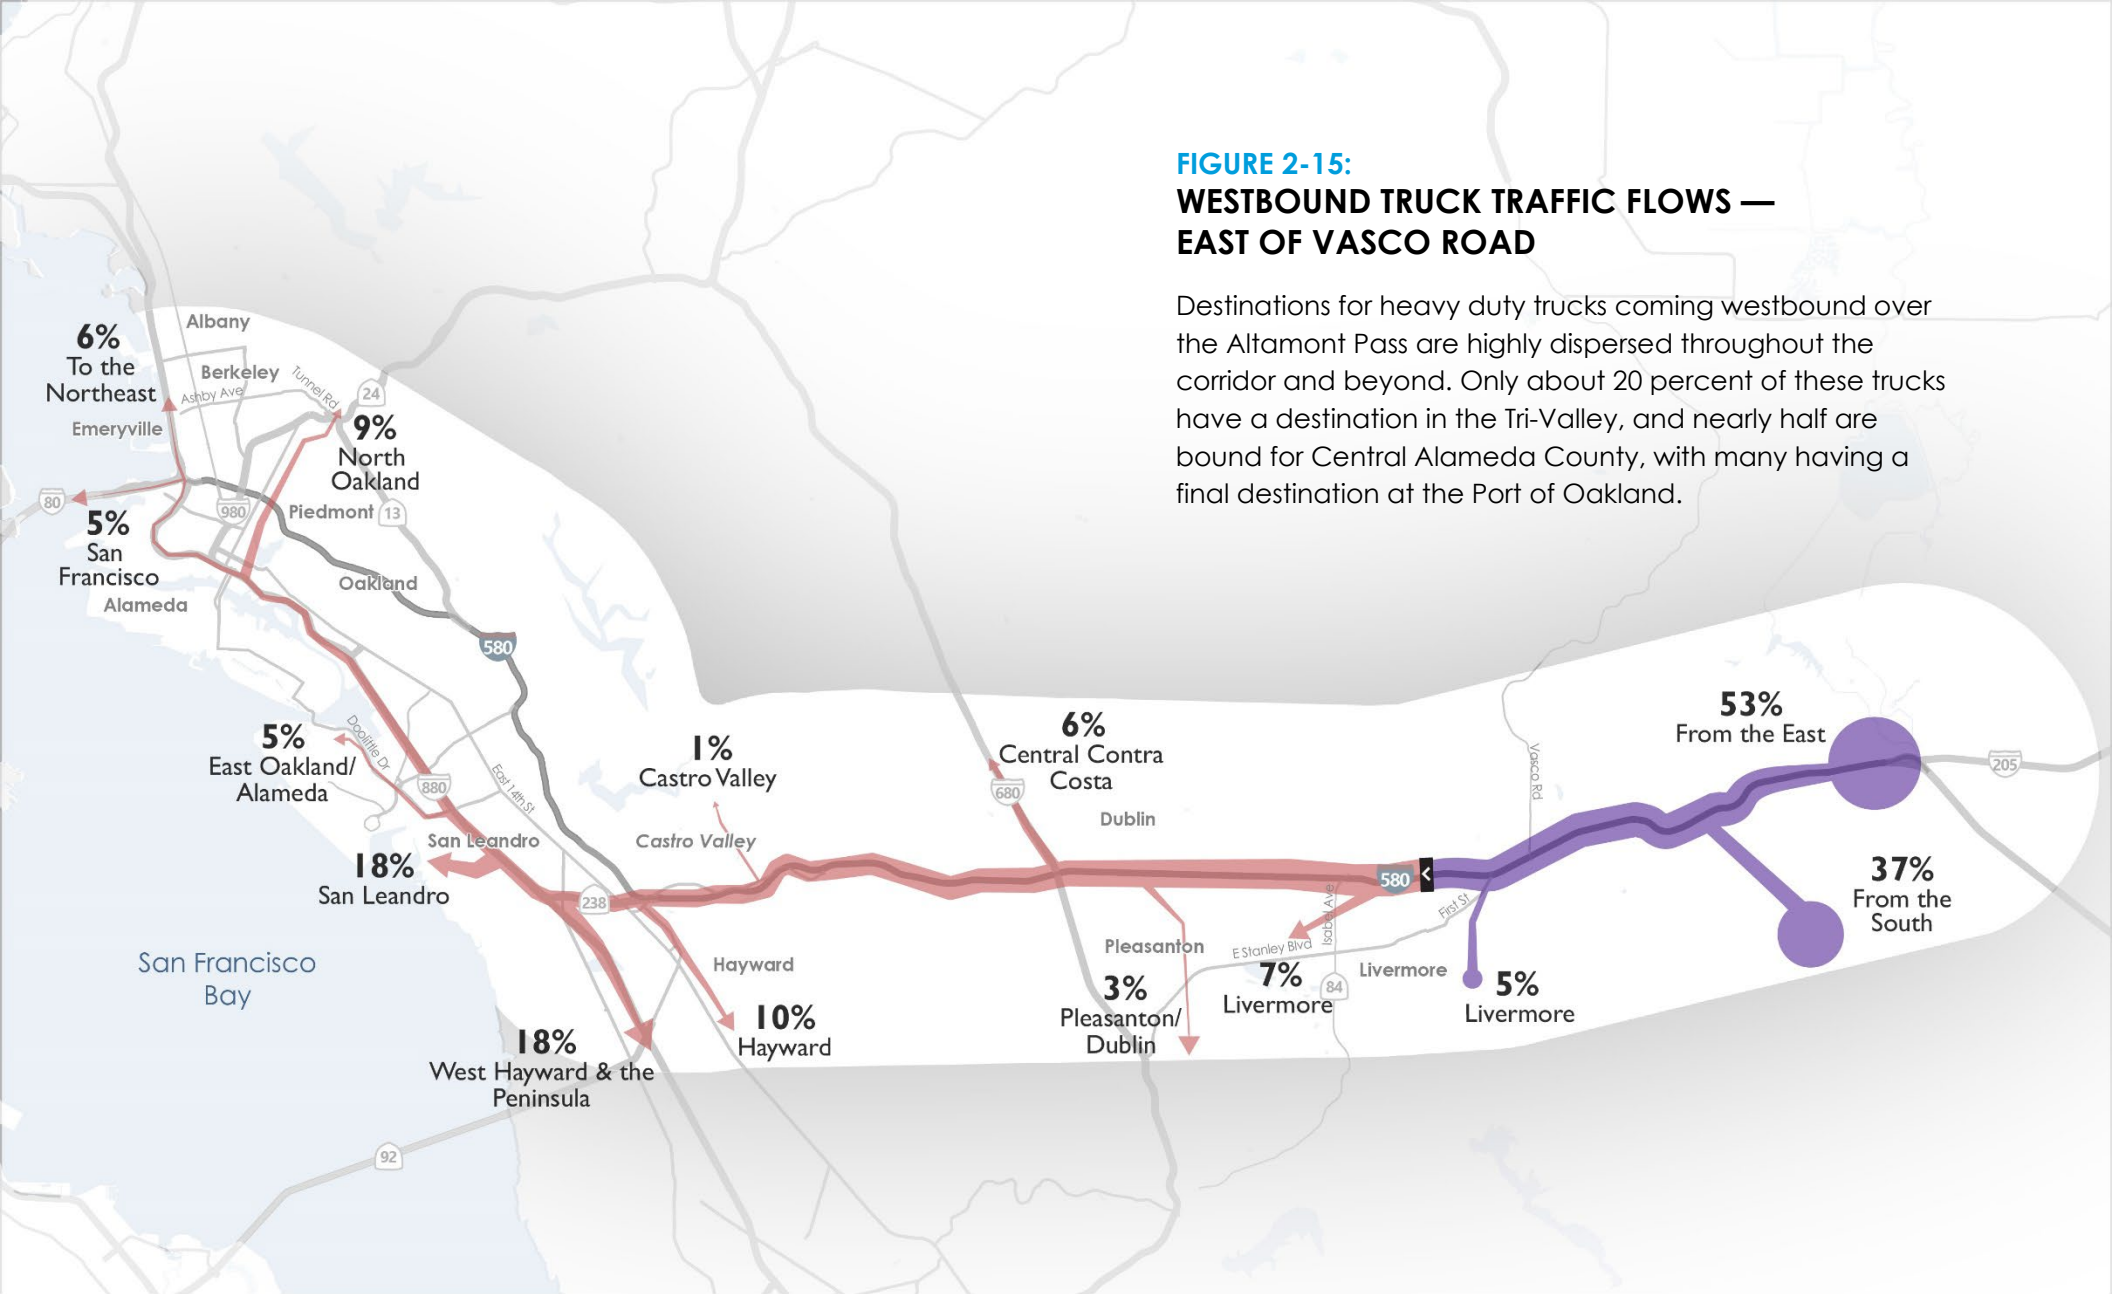 FIGURE 2-15:
WESTBOUND TRUCK TRAFFIC FLOWS —
EAST OF VASCO ROAD
Destinations for heavy duty trucks coming westbound over
the Altamont Pass are highly dispersed throughout the
corridor and beyond. Only about 20 percent of these trucks
have a destination in the Tri-Valley, and nearly half are
bound for Central Alameda County, with many having a
final destination at the Port of Oakland.
Albany
6%
To the
Northeast
Berkeley
Tunnel Rd
Ashby Ave
24
Emeryville
9%
North
Oakland
80
980
Piedmont
13
5%
San
Francisco
Alameda
Oakland
580
5%
East Oakland/
Alameda
Doolittle Dr
880
East 14th St
San Leandro
18%
San Leandro
238
1%
Castro Valley
Castro Valley
6%
Central Contra
Costa
680
Dublin
Vasco Rd
53%
From the East
205
580
First St
Isabel Ave
37%
From the
South
Pleasanton
E Stanley Blvd
Livermore
84
7%
Livermore
5%
Livermore
3%
Pleasanton/
Dublin
Hayward
10%
Hayward
18%
West Hayward & the
Peninsula
San Francisco
Bay
92